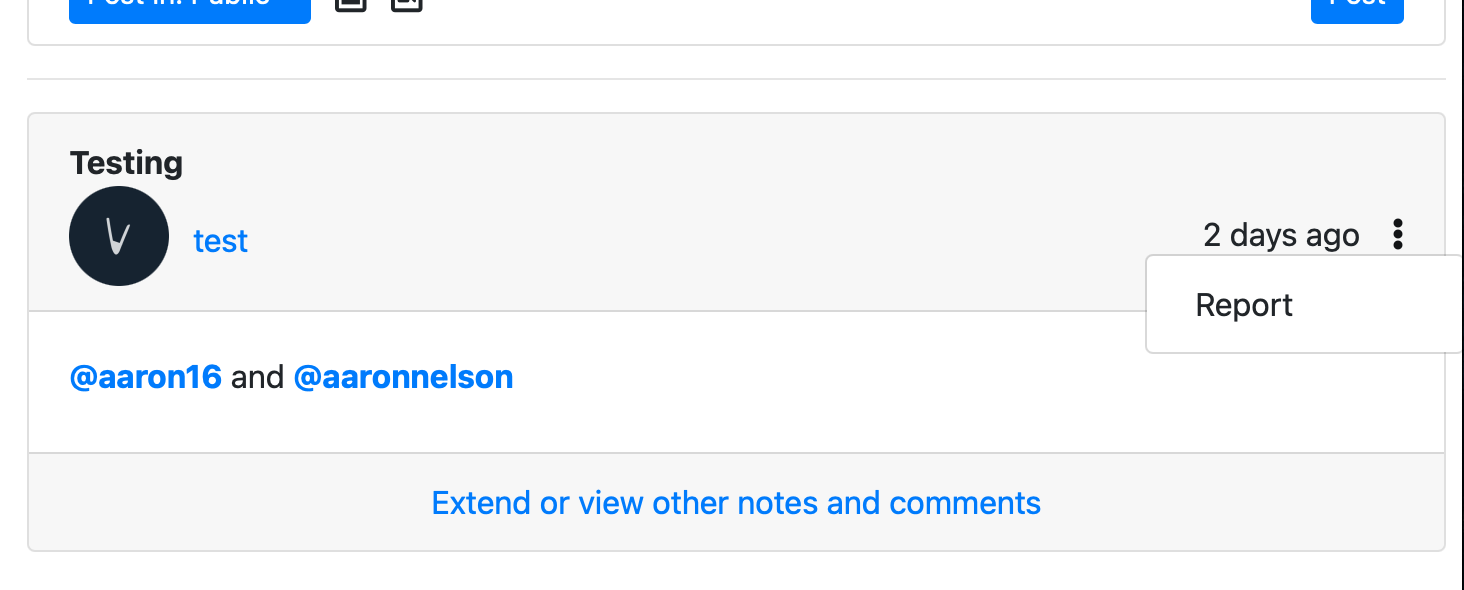 Post in: Public
Post
Testing
test
2 days ago
Report
@aaron16 and @aaronnelson
Extend or view other notes and comments